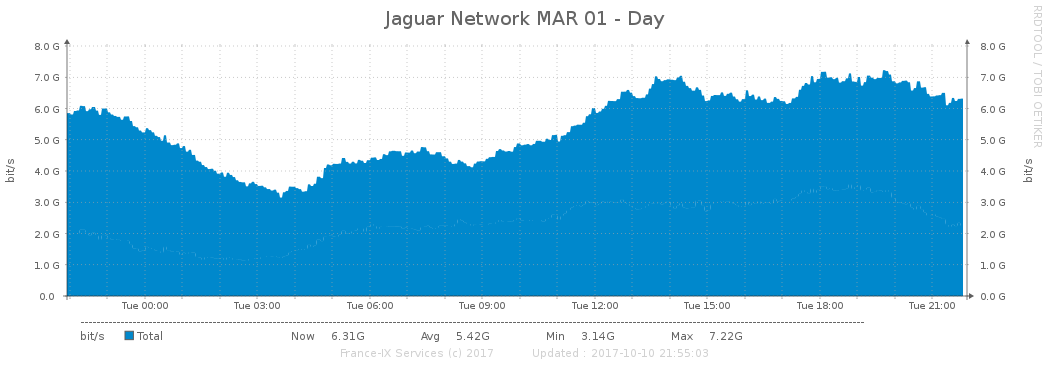 Jaguar Network MAR 01 - Day
RRDTOOL / TOBI OETIKER
8.0 G 8.0 G
7.0 G 7.0 G
6.0 G 6.0 G
5.0 G 5.0 G
4.0 G 4.0 G
3.0 G 3.0 G
2.0 G 2.0 G
1.0 G 1.0 G
0.0 0.0 G
bit/s bit/s
Tue 00:00 Tue 03:00 Tue 06:00 Tue 09:00 Tue 12:00 Tue 15:00 Tue 18:00 Tue 21:00
bit/s Total Now 6.31G Avg 5.42G Min 3.14G Max 7.22G
France-IX Services (c) 2017 Updated : 2017-10-10 21:55:03